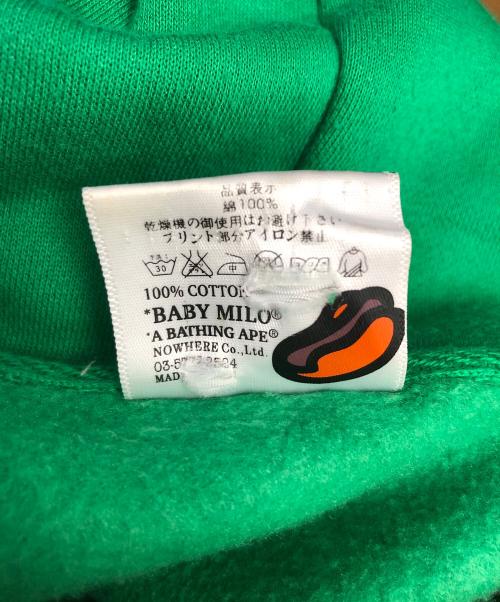 品質表示
綿100%
乾燥機の御使用はお避け下さい
プリント部分アイロン禁止
30 中
100% COTTON
*BABY MILO®
*A BATHING APE®
NOWHERE Co.,Ltd.
MADE